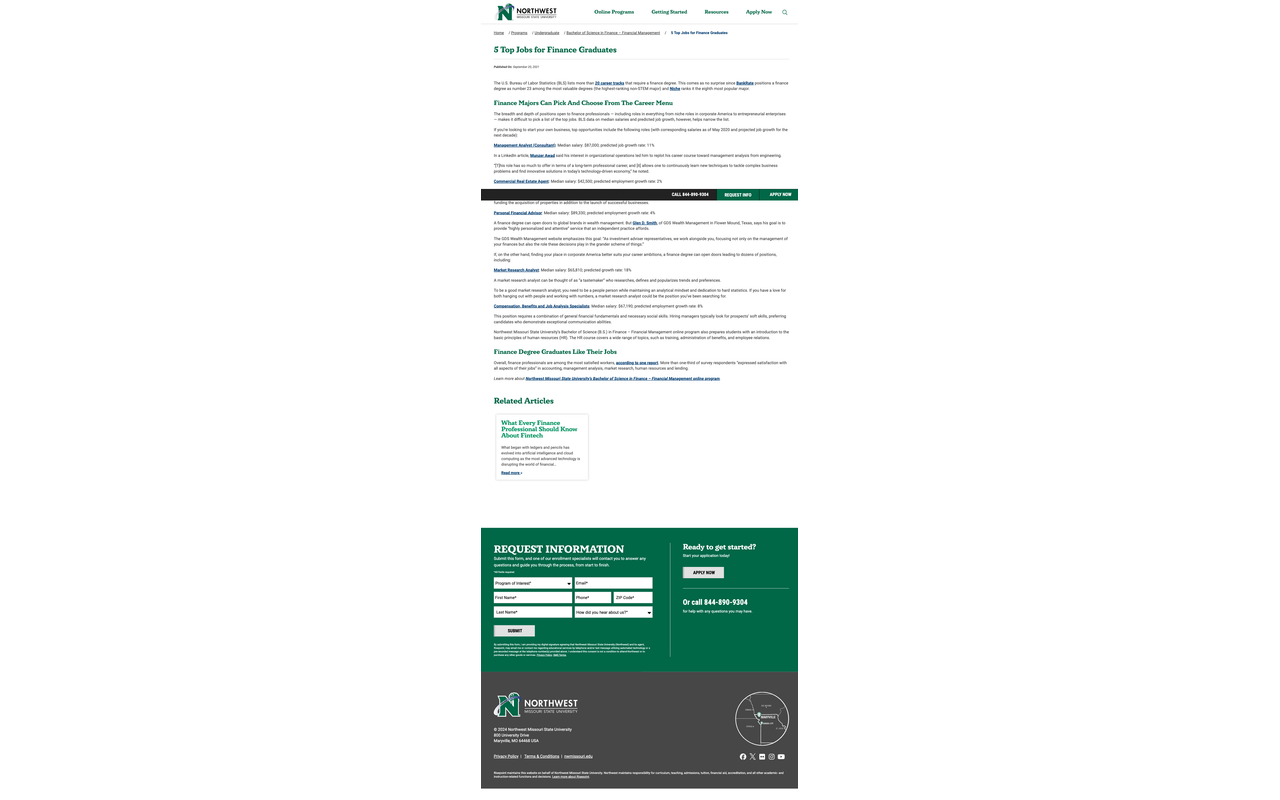 NORTHWEST
MISSOURI STATE UNIVERSITY
Online Programs
Getting Started
Resources
Apply Now
Home / Programs / Undergraduate / Bachelor of Science in Finance – Financial Management / 5 Top Jobs for Finance Graduates
5 Top Jobs for Finance Graduates
Published On: September 20, 2021
The U.S. Bureau of Labor Statistics (BLS) lists more than 20 career tracks that require a finance degree. This comes as no surprise since BankRate positions a finance
degree as number 23 among the most valuable degrees (the highest-ranking non-STEM major) and Niche ranks it the eighth most popular major.
Finance Majors Can Pick And Choose From The Career Menu
The breadth and depth of positions open to finance professionals — including roles in everything from niche roles in corporate America to entrepreneurial enterprises
— makes it difficult to pick a list of the top jobs. BLS data on median salaries and predicted job growth, however, helps narrow the list.
If you're looking to start your own business, top opportunities include the following roles (with corresponding salaries as of May 2020 and projected job growth for the
next decade):
Management Analyst (Consultant): Median salary: $87,000; predicted job growth rate: 11%
In a LinkedIn article, Munzer Awad said his interest in organizational operations led him to replot his career course toward management analysis from engineering.
"[T]his role has so much to offer in terms of a long-term professional career, and [it] allows one to continuously learn new techniques to tackle complex business
problems and find innovative solutions in today's technology-driven economy," he noted.
Commercial Real Estate Agent: Median salary: $42,500; predicted employment growth rate: 2%
CALL 844-890-9304
REQUEST INFO
APPLY NOW
funding the acquisition of properties in addition to the launch of successful businesses.
Personal Financial Advisor: Median salary: $89,330; predicted employment growth rate: 4%
A finance degree can open doors to global brands in wealth management. But Glen D. Smith, of GDS Wealth Management in Flower Mound, Texas, says his goal is to
provide "highly personalized and attentive" service that an independent practice affords.
The GDS Wealth Management website emphasizes this goal: "As investment adviser representatives, we work alongside you, focusing not only on the management of
your finances but also the role these decisions play in the grander scheme of things."
If, on the other hand, finding your place in corporate America better suits your career ambitions, a finance degree can open doors leading to dozens of positions,
including:
Market Research Analyst: Median salary: $65,810; predicted growth rate: 18%
A market research analyst can be thought of as "a tastemaker" who researches, defines and popularizes trends and preferences.
To be a good market research analyst, you need to be a people person while maintaining an analytical mindset and dedication to hard statistics. If you have a love for
both hanging out with people and working with numbers, a market research analyst could be the position you've been searching for.
Compensation, Benefits and Job Analysis Specialists: Median salary: $67,190; predicted employment growth rate: 8%
This position requires a combination of general financial fundamentals and necessary social skills. Hiring managers typically look for prospects' soft skills, preferring
candidates who demonstrate exceptional communication abilities.
Northwest Missouri State University's Bachelor of Science (B.S.) in Finance – Financial Management online program also prepares students with an introduction to the
basic principles of human resources (HR). The HR course covers a wide range of topics, such as training, administration of benefits, and employee relations.
Finance Degree Graduates Like Their Jobs
Overall, finance professionals are among the most satisfied workers, according to one report. More than one-third of survey respondents "expressed satisfaction with
all aspects of their jobs" in accounting, management analysis, market research, human resources and lending.
Learn more about Northwest Missouri State University's Bachelor of Science in Finance – Financial Management online program.
Related Articles
What Every Finance
Professional Should Know
About Fintech
What began with ledgers and pencils has
evolved into artificial intelligence and cloud
computing as the most advanced technology is
disrupting the world of financial...
Read more »
REQUEST INFORMATION
Submit this form, and one of our enrollment specialists will contact you to answer any
questions and guide you through the process, from start to finish.
Program of Interest*
Email*
First Name*
Phone*
ZIP Code*
Last Name*
How did you hear about us?*
SUBMIT
Privacy Policy. SMS Terms.
Ready to get started?
Start your application today!
APPLY NOW
Or call 844-890-9304
for help with any questions you may have.
NORTHWEST
MISSOURI STATE UNIVERSITY
© 2024 Northwest Missouri State University
800 University Drive
Maryville, MO 64468 USA
MARYVILLE
Privacy Policy | Terms & Conditions | nwmissouri.edu
Risepoint maintains this website on behalf of Northwest Missouri State University. Northwest maintains responsibility for curriculum, teaching, admissions, tuition, financial aid, accreditation, and all other academic- and
instruction-related functions and decisions. Learn more about Risepoint.